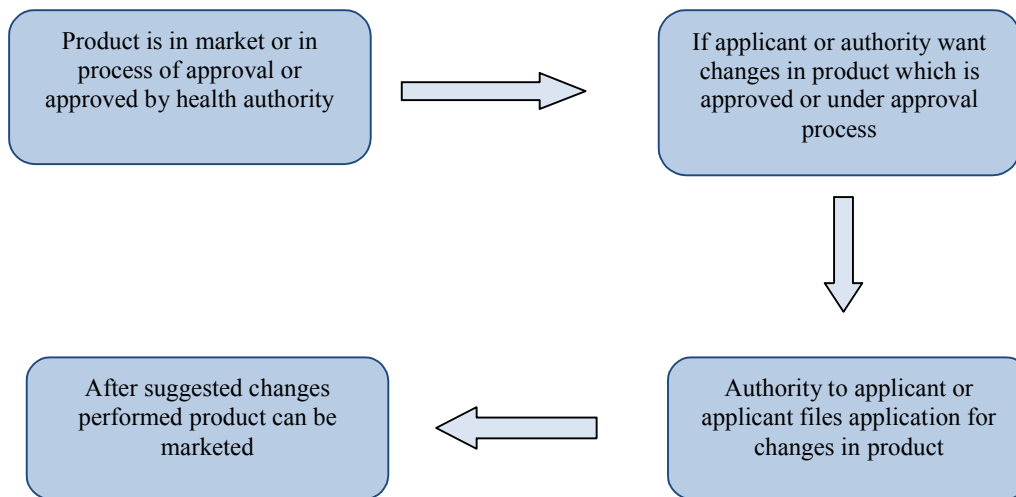 Product is in market or in
process of approval or
approved by health authority
If applicant or authority want
changes in product which is
approved or under approval
process
Authority to applicant or
applicant files application for
changes in product
After suggested changes
performed product can be
marketed